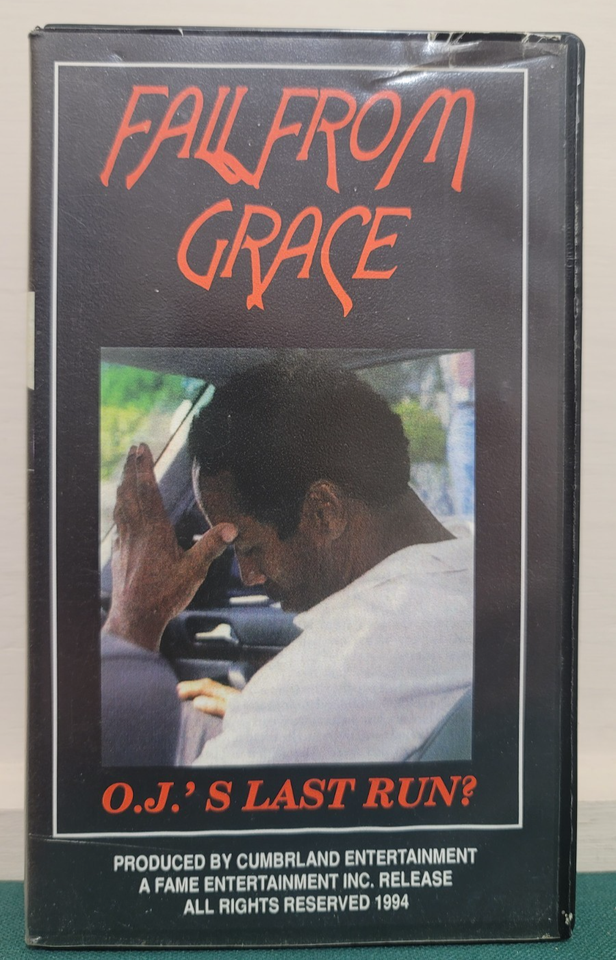 FALL FROM
GRACE
O.J.' S LAST RUN?
PRODUCED BY CUMBRLAND ENTERTAINMENT
A FAME ENTERTAINMENT INC. RELEASE
ALL RIGHTS RESERVED 1994